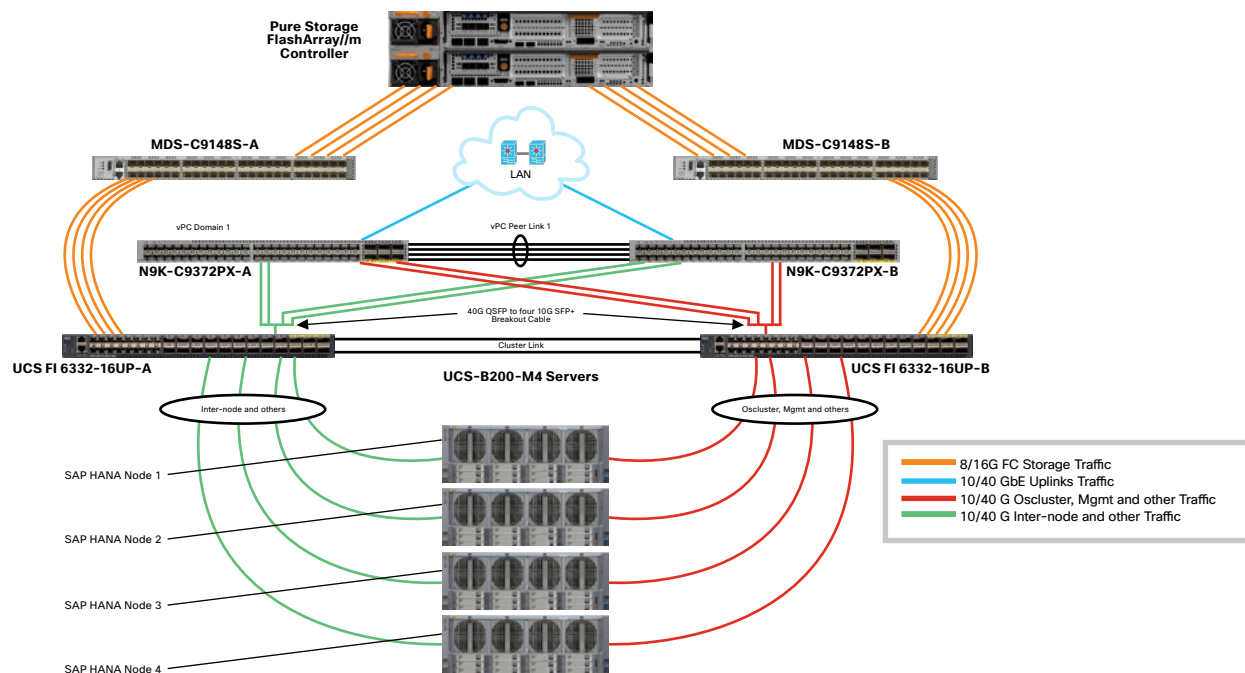 Pure Storage
FlashArray//m
Controller
MDS-C9148S-A
MDS-C9148S-B
LAN
vPC Domain 1
vPC Peer Link 1
N9K-C9372PX-A
N9K-C9372PX-B
40G QSFP to four 10G SFP+
Breakout Cable
Cluster Link
UCS FI 6332-16UP-A
UCS-B200-M4 Servers
UCS FI 6332-16UP-B
Inter-node and others
Oscluster, Mgmt and others
SAP HANA Node 1
SAP HANA Node 2
SAP HANA Node 3
SAP HANA Node 4
8/16G FC Storage Traffic
10/40 GbE Uplinks Traffic
10/40 G Oscluster, Mgmt and other Traffic
10/40 G Inter-node and other Traffic